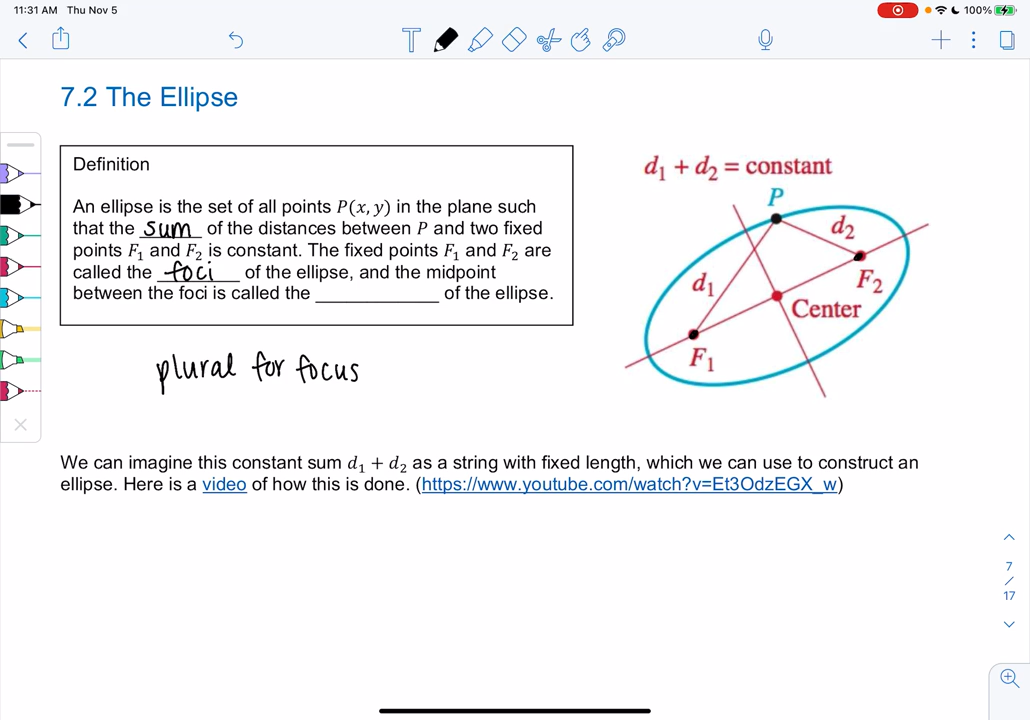 11:31 AM Thu Nov 5
100%
7.2 The Ellipse
Definition
An ellipse is the set of all points P(x, y) in the plane such
that the sum of the distances between P and two fixed
points F₁ and F₂ is constant. The fixed points F₁ and F₂ are
called the foci of the ellipse, and the midpoint
between the foci is called the ____________ of the ellipse.
plural for focus
d₁ + d₂ = constant
P
d₂
d₁
F₂
Center
F₁
We can imagine this constant sum d₁ + d₂ as a string with fixed length, which we can use to construct an
ellipse. Here is a video of how this is done. (https://www.youtube.com/watch?v=Et3OdzEGX_w)
7
/
17